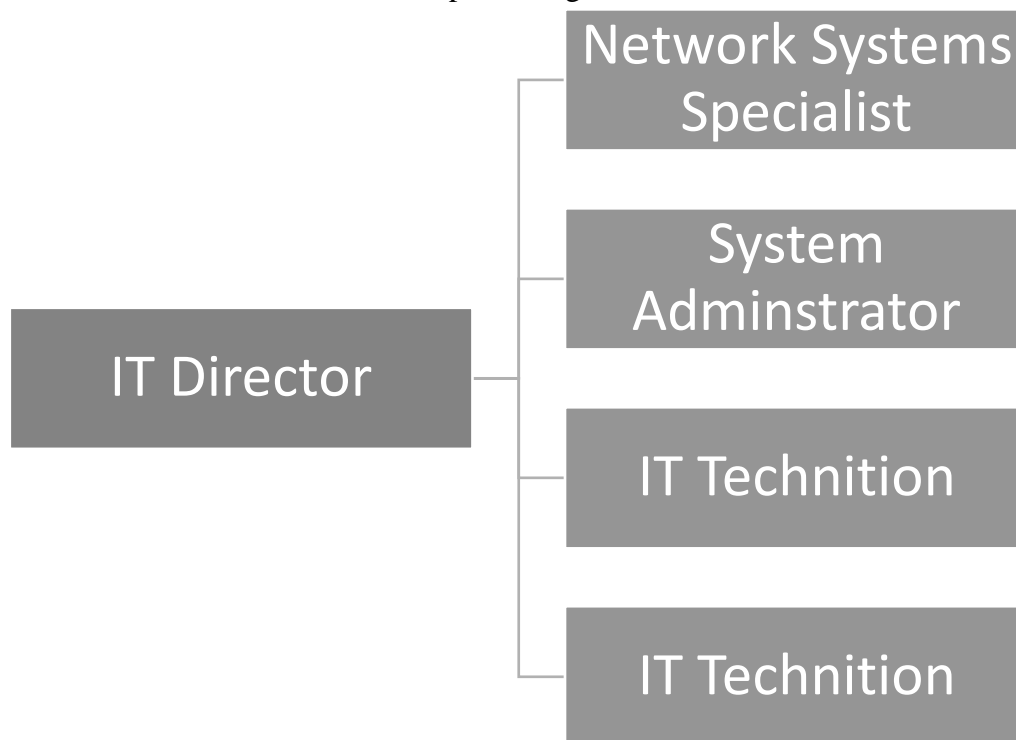 IT Director
Network Systems
Specialist
System
Adminstrator
IT Technition
IT Technition